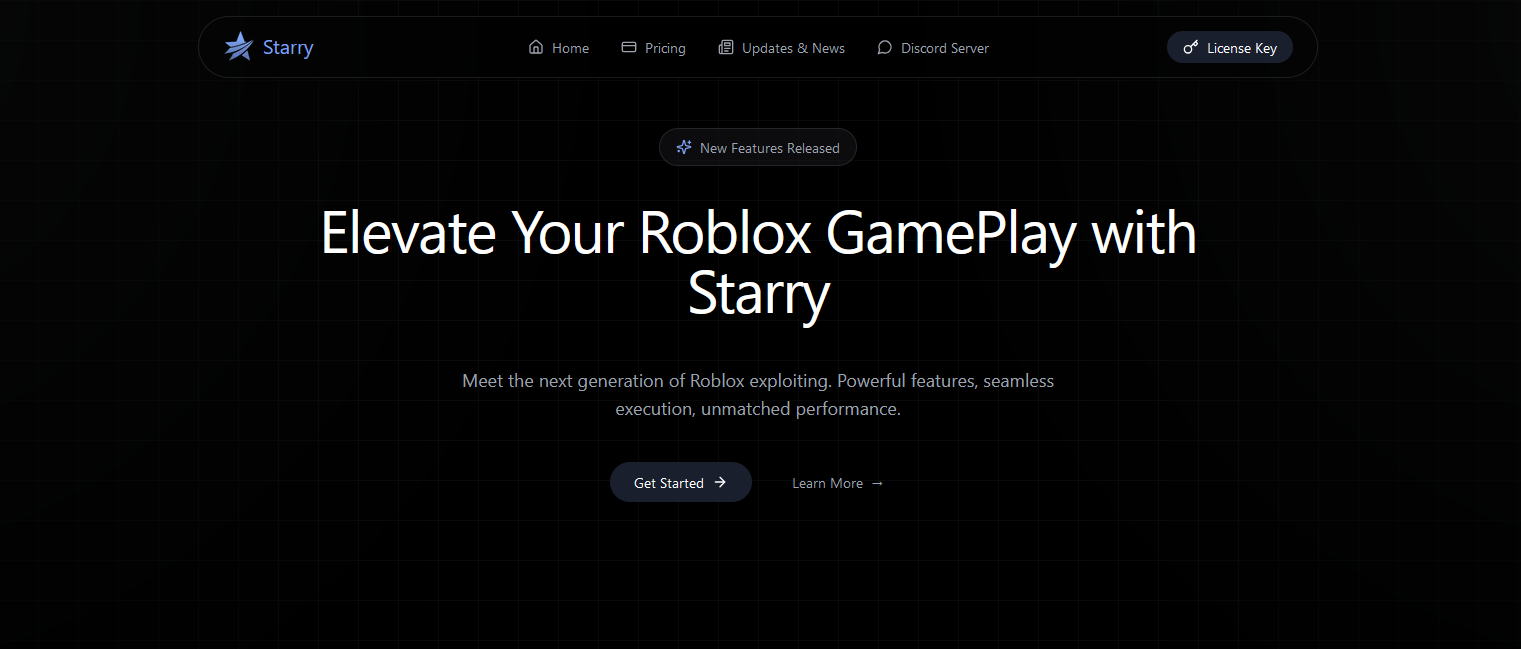 Starry
Home
Pricing
Updates & News
Discord Server
License Key
New Features Released
Elevate Your Roblox GamePlay with
Starry
Meet the next generation of Roblox exploiting. Powerful features, seamless
execution, unmatched performance.
Get Started →
Learn More →